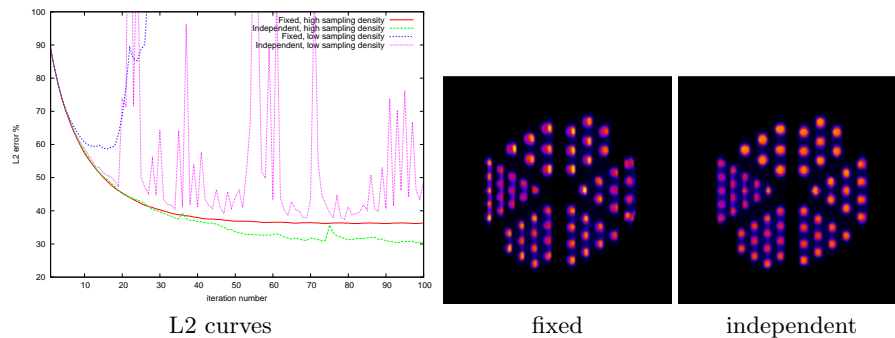 Fixed, high sampling density
Independent, high sampling density
Fixed, low sampling density
Independent, low sampling density
100
90
80
70
60
50
40
30
20
L2 error %
10 20 30 40 50 60 70 80 90 100
iteration number
L2 curves
fixed
independent